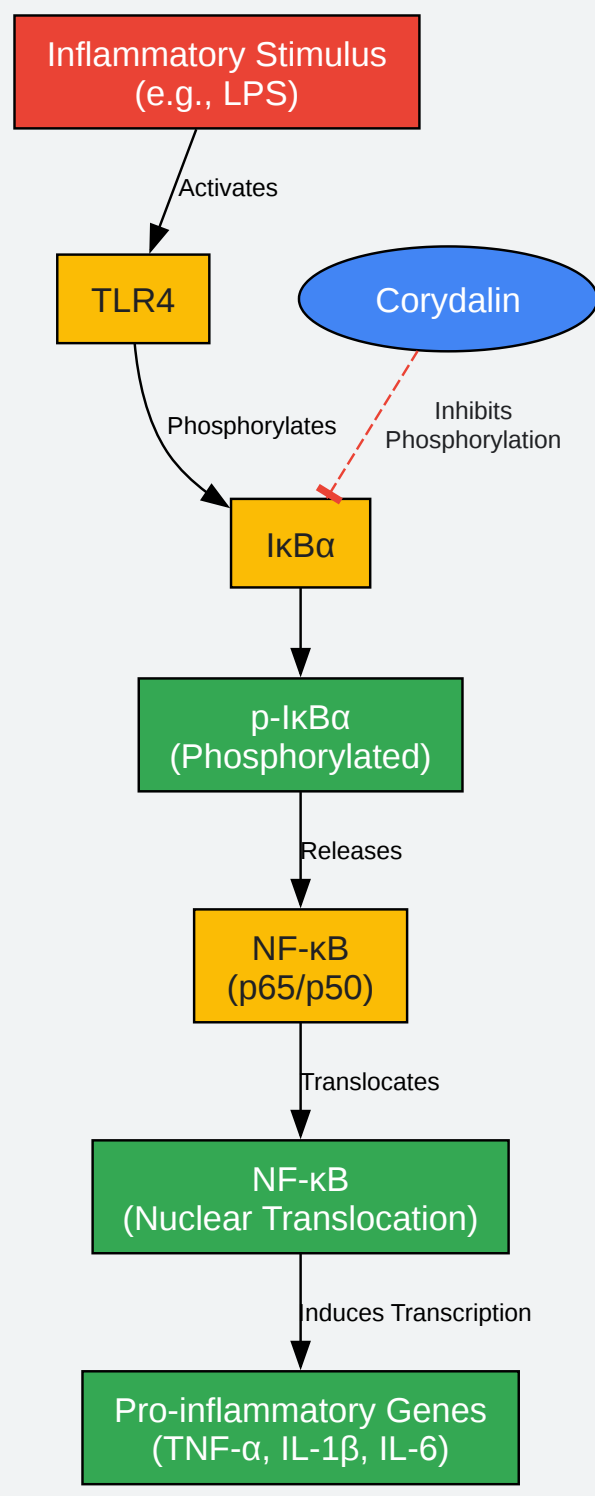 Inflammatory Stimulus
(e.g., LPS)
Activates
TLR4
Corydalin
Phosphorylates
Inhibits
Phosphorylation
IκBα
p-IκBα
(Phosphorylated)
Releases
NF-κB
(p65/p50)
Translocates
NF-κB
(Nuclear Translocation)
Induces Transcription
Pro-inflammatory Genes
(TNF-α, IL-1β, IL-6)